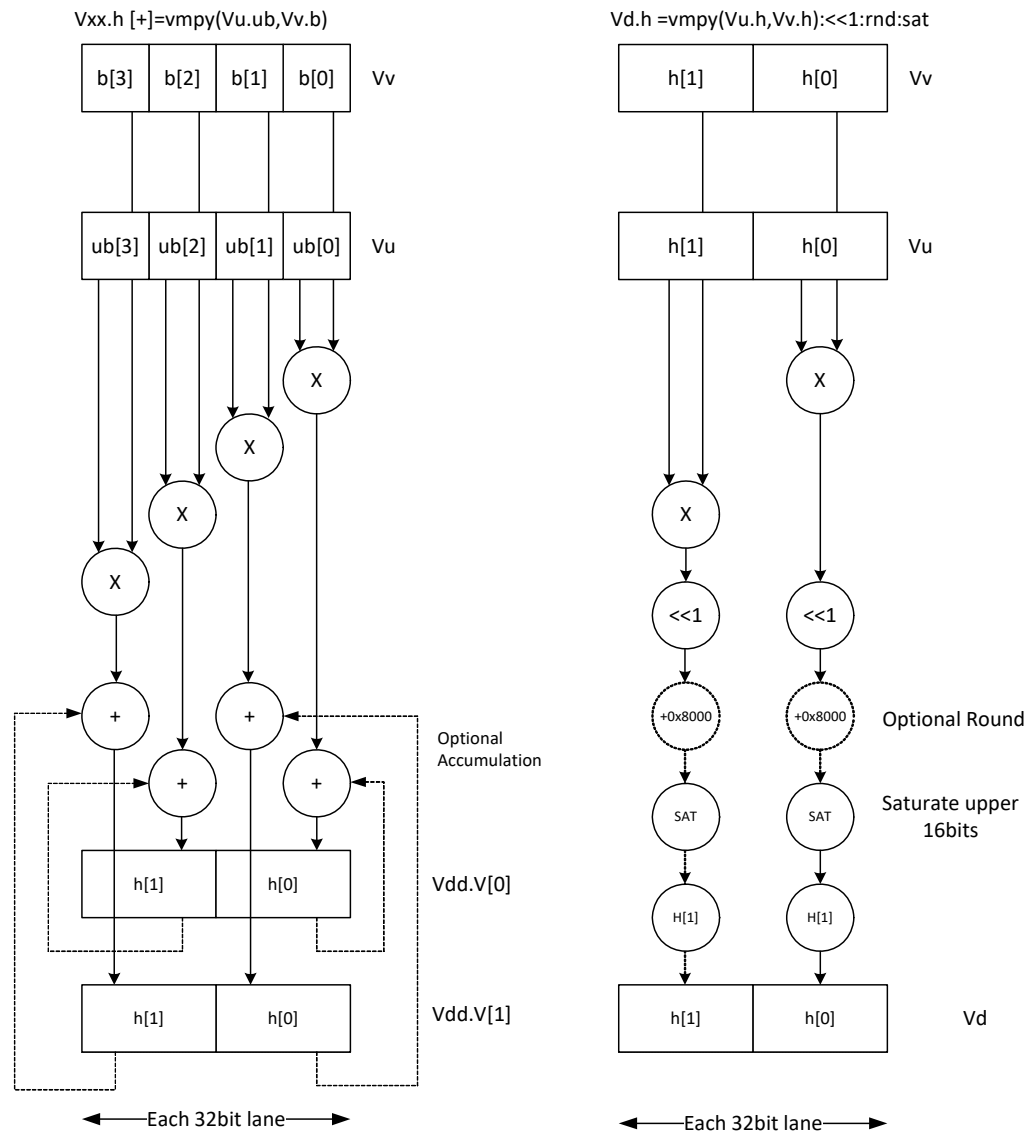 Vxx.h [+]=vmpy(Vu.ub,Vv.b)
b[3] b[2] b[1] b[0] Vv
ub[3] ub[2] ub[1] ub[0] Vu
X
X
X
X
+ +
Optional
Accumulation
+ +
h[1] h[0] Vdd.V[0]
h[1] h[0] Vdd.V[1]
Each 32bit lane
Vd.h =vmpy(Vu.h,Vv.h):<<1:rnd:sat
h[1] h[0] Vv
h[1] h[0] Vu
X
X
<<1 <<1
+0x8000 +0x8000 Optional Round
SAT SAT Saturate upper
16bits
H[1] H[1]
h[1] h[0] Vd
Each 32bit lane